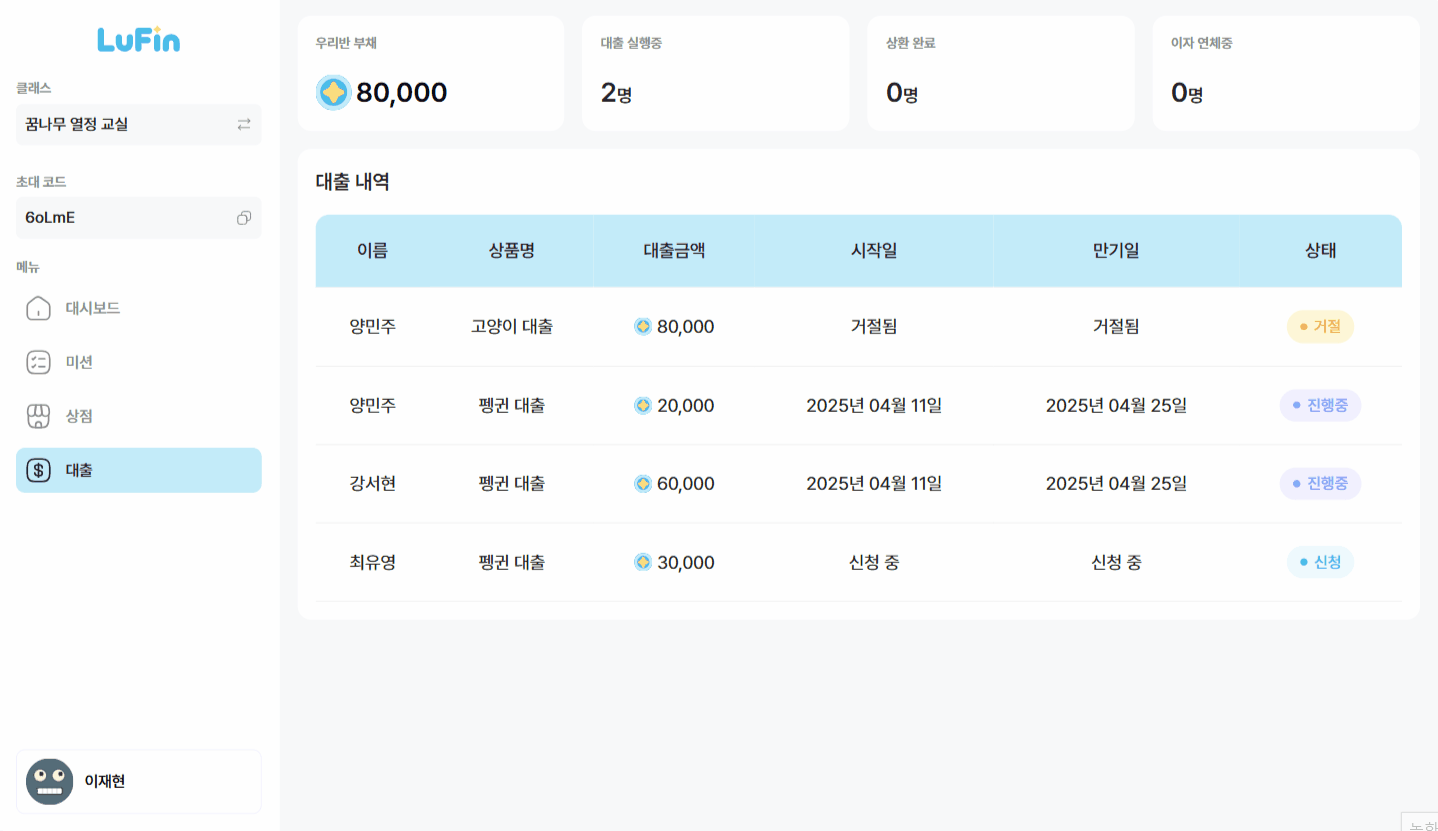 LuFin
클래스
꿈나무 열정 교실
초대 코드
6oLmE
메뉴
대시보드
미션
상점
대출
이재현
우리반 부채
80,000
대출 실행중
2명
상환 완료
0명
이자 연체중
0명
대출 내역
이름 상품명 대출금액 시작일 만기일 상태
양민주 고양이 대출 80,000 거절됨 거절됨 거절
양민주 펭귄 대출 20,000 2025년 04월 11일 2025년 04월 25일 진행중
강서현 펭귄 대출 60,000 2025년 04월 11일 2025년 04월 25일 진행중
최유영 펭귄 대출 30,000 신청 중 신청 중 신청